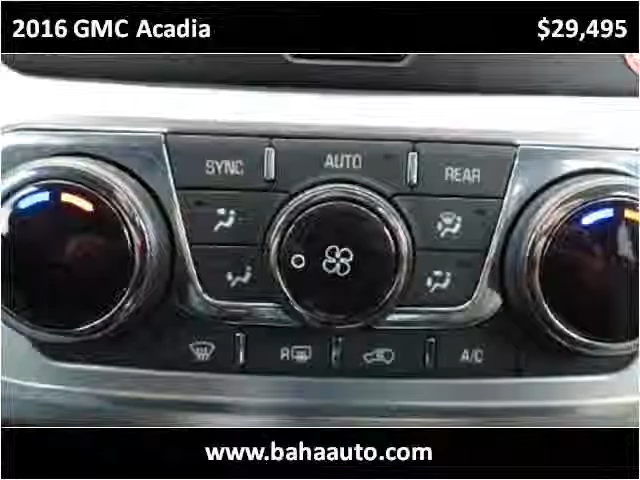 2016 GMC Acadia $29,495
SYNC AUTO REAR
R A/C
www.bahaauto.com